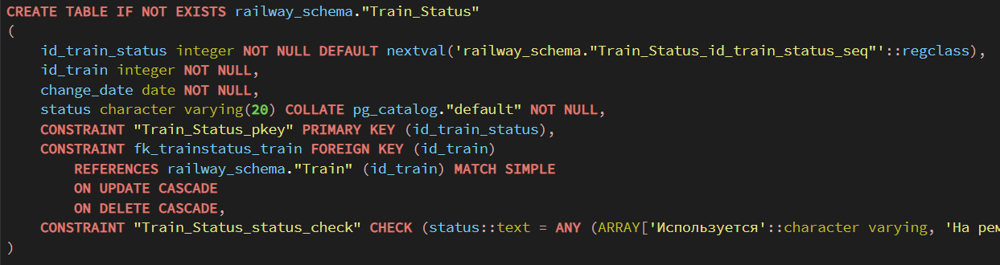 CREATE TABLE IF NOT EXISTS railway_schema."Train_Status"
(
    id_train_status integer NOT NULL DEFAULT nextval('railway_schema."Train_Status_id_train_status_seq"'::regclass),
    id_train integer NOT NULL,
    change_date date NOT NULL,
    status character varying(20) COLLATE pg_catalog."default" NOT NULL,
    CONSTRAINT "Train_Status_pkey" PRIMARY KEY (id_train_status),
    CONSTRAINT fk_trainstatus_train FOREIGN KEY (id_train)
        REFERENCES railway_schema."Train" (id_train) MATCH SIMPLE
        ON UPDATE CASCADE
        ON DELETE CASCADE,
    CONSTRAINT "Train_Status_status_check" CHECK (status::text = ANY (ARRAY['Используется'::character varying, 'На
)